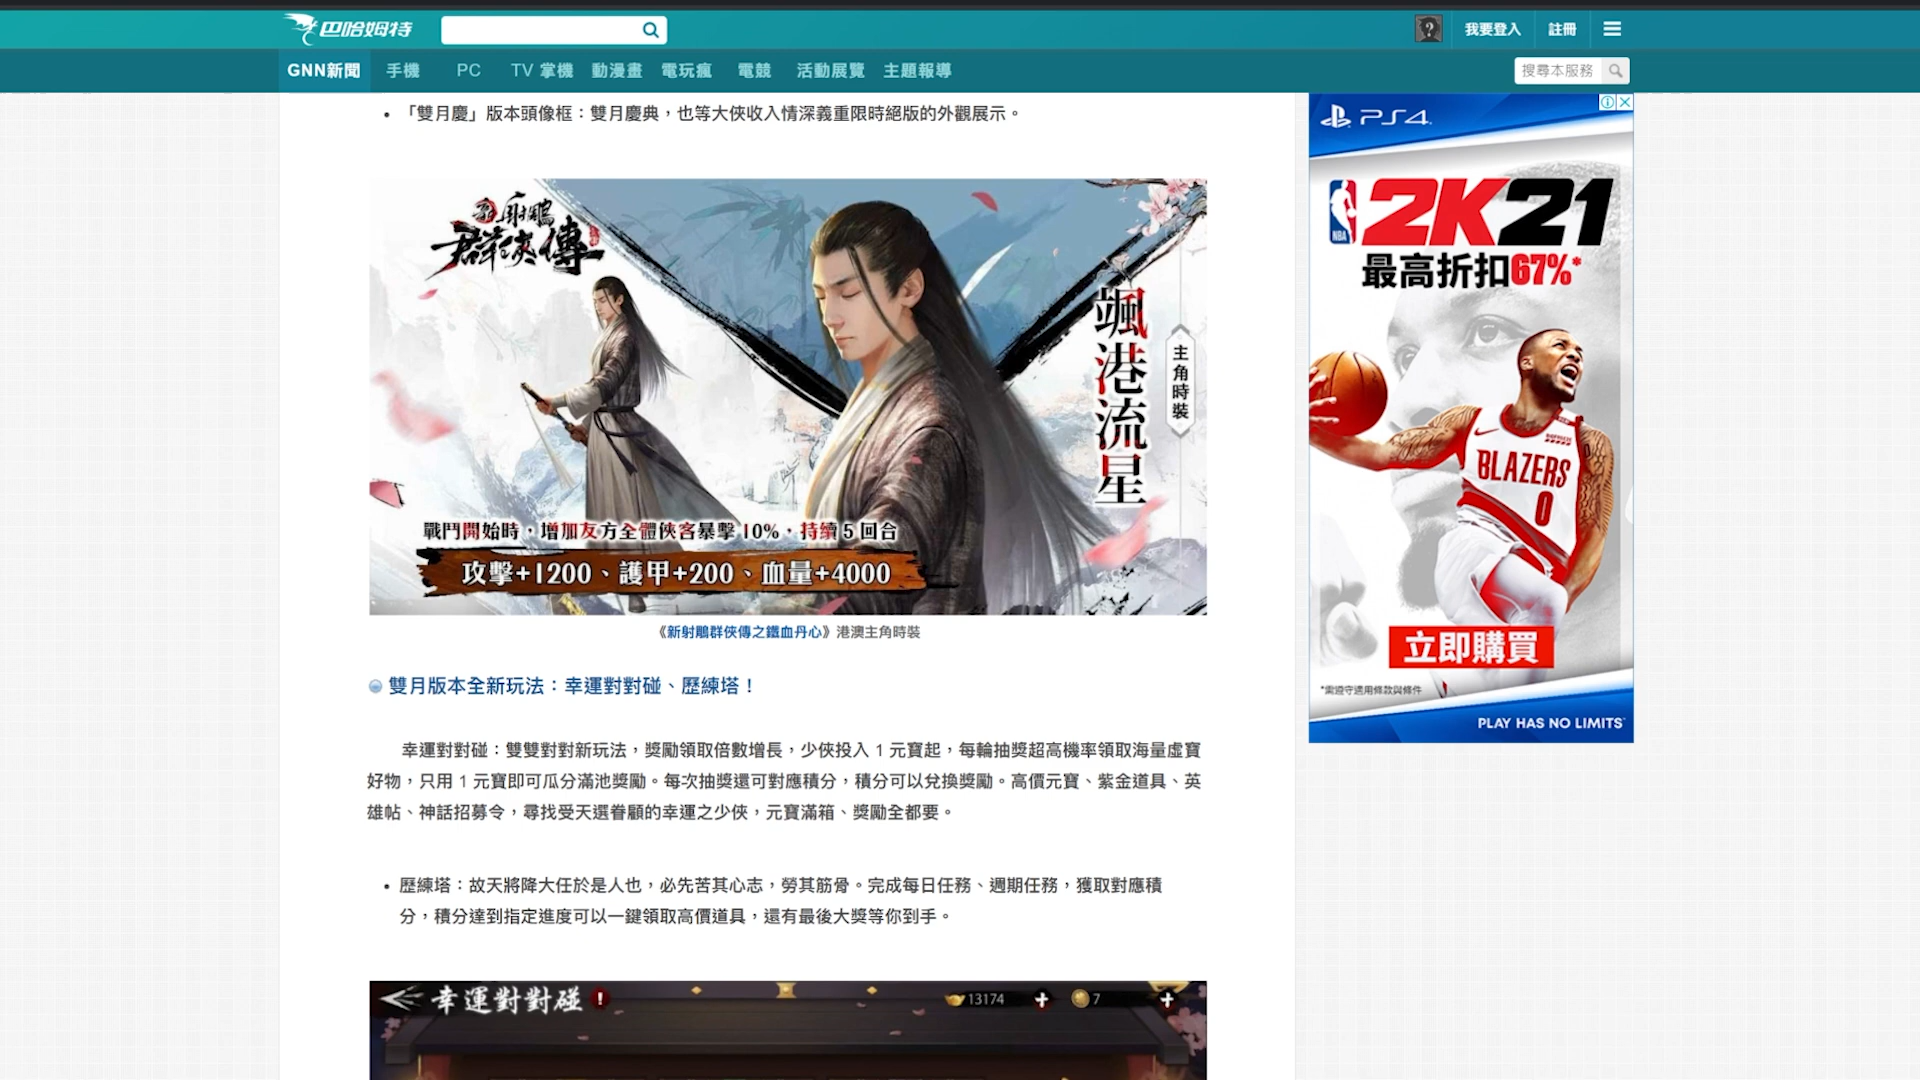 巴哈姆特
我要登入
註冊
GNN新聞 手機 PC TV 掌機 動漫畫 電玩瘋 電競 活動展覽 主題報導
搜尋本服務
• 「雙月慶」版本頭像框：雙月慶典，也等大俠收入情深義重限時絕版的外觀展示。
新射鵰
群俠傳
颯港流星
主角時裝
戰鬥開始時，增加友方全體俠客暴擊10%，持續5回合
攻擊+1200、護甲+200、血量+4000
《新射鵰群俠傳之鐵血丹心》港澳主角時裝
雙月版本全新玩法：幸運對對碰、歷練塔！
幸運對對碰：雙雙對對新玩法，獎勵領取倍數增長，少俠投入 1 元寶起，每輪抽獎超高機率領取海量虛寶
好物，只用 1 元寶即可瓜分滿池獎勵。每次抽獎還可對應積分，積分可以兌換獎勵。高價元寶、紫金道具、英
雄帖、神話招募令，尋找受天選眷顧的幸運之少俠，元寶滿箱、獎勵全都要。
• 歷練塔：故天將降大任於是人也，必先苦其心志，勞其筋骨。完成每日任務、週期任務，獲取對應積
分，積分達到指定進度可以一鍵領取高價道具，還有最後大獎等你到手。
幸運對對碰 !
13174 + 7 +
PS4
NBA 2K21
最高折扣67%*
BLAZERS
0
立即購買
*需遵守適用條款與條件
PLAY HAS NO LIMITS